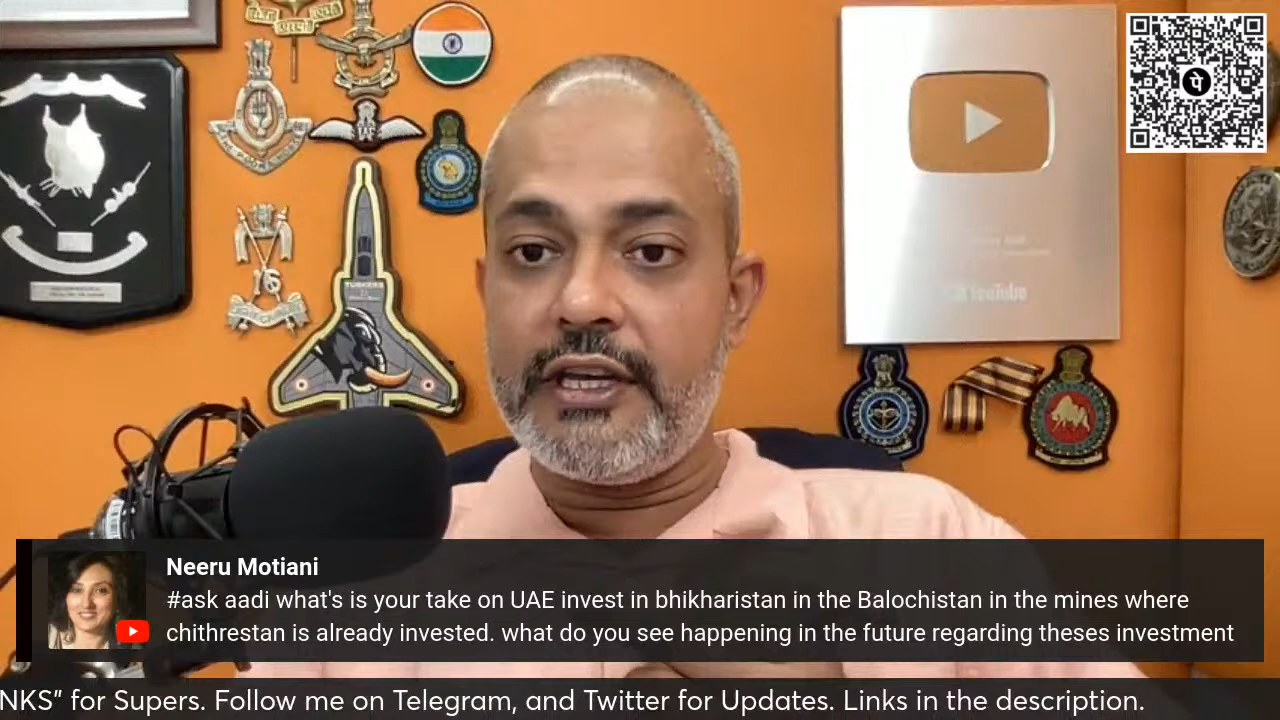 पे
TUSKERS
16
YouTube
Neeru Motiani
#ask aadi what's is your take on UAE invest in bhikharistan in the Balochistan in the mines where
chithrestan is already invested. what do you see happening in the future regarding theses investment
NKS” for Supers. Follow me on Telegram, and Twitter for Updates. Links in the description.